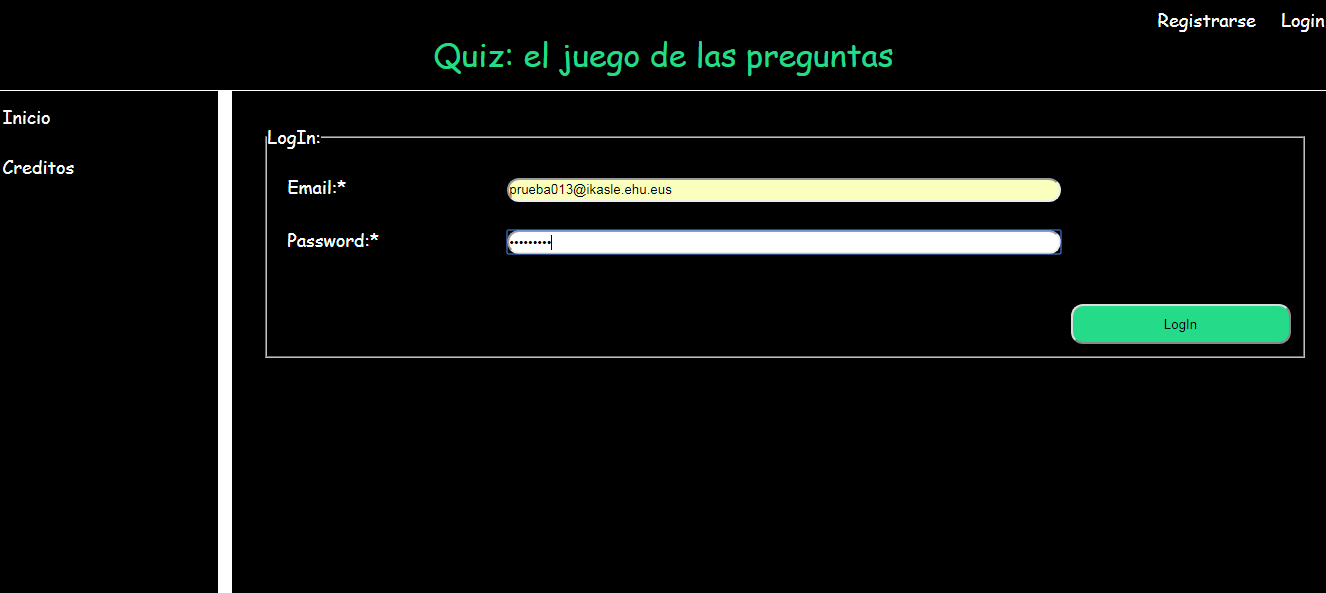 Registrarse Login
Quiz: el juego de las preguntas
Inicio
Creditos
LogIn:
Email:* prueba013@ikasle.ehu.eus
Password:* •••••••••
LogIn